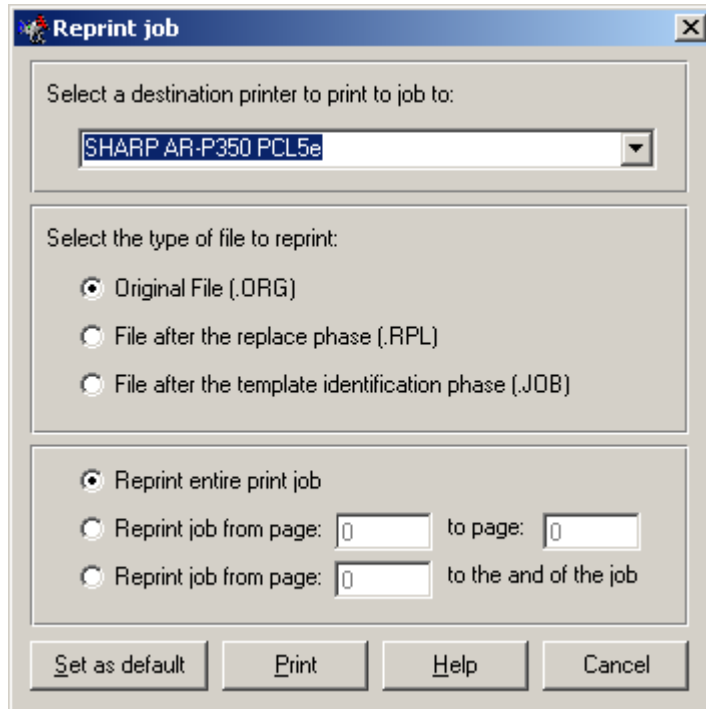 Reprint job
Select a destination printer to print to job to:
SHARP AR-P350 PCL5e
Select the type of file to reprint:
Original File (.ORG)
File after the replace phase (.RPL)
File after the template identification phase (.JOB)
Reprint entire print job
Reprint job from page: 0 to page: 0
Reprint job from page: 0 to the and of the job
Set as default Print Help Cancel